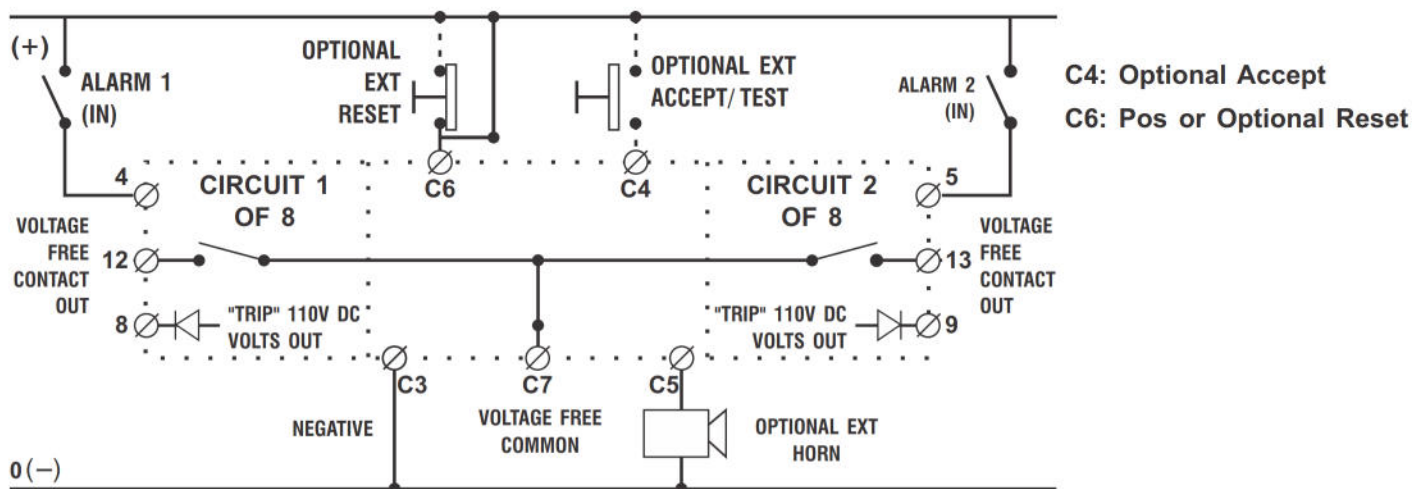 (+)
ALARM 1
(IN)
OPTIONAL
EXT
RESET
OPTIONAL EXT
ACCEPT/ TEST
ALARM 2
(IN)
C4: Optional Accept
C6: Pos or Optional Reset
4
CIRCUIT 1
OF 8
C6
C4
CIRCUIT 2
OF 8
5
VOLTAGE
FREE
CONTACT
OUT
12
13
VOLTAGE
FREE
CONTACT
OUT
8
"TRIP" 110V DC
VOLTS OUT
"TRIP" 110V DC
VOLTS OUT
9
C3
C7
C5
NEGATIVE
VOLTAGE FREE
COMMON
OPTIONAL EXT
HORN
0(−)